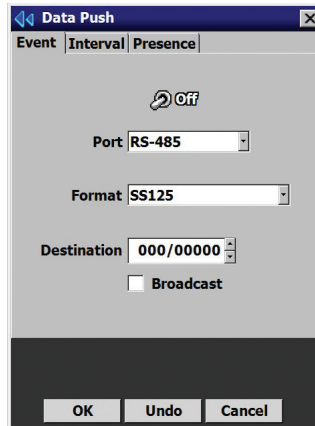 Data Push
Event Interval Presence
Off
Port RS-485
Format SS125
Destination 000/00000
Broadcast
OK Undo Cancel